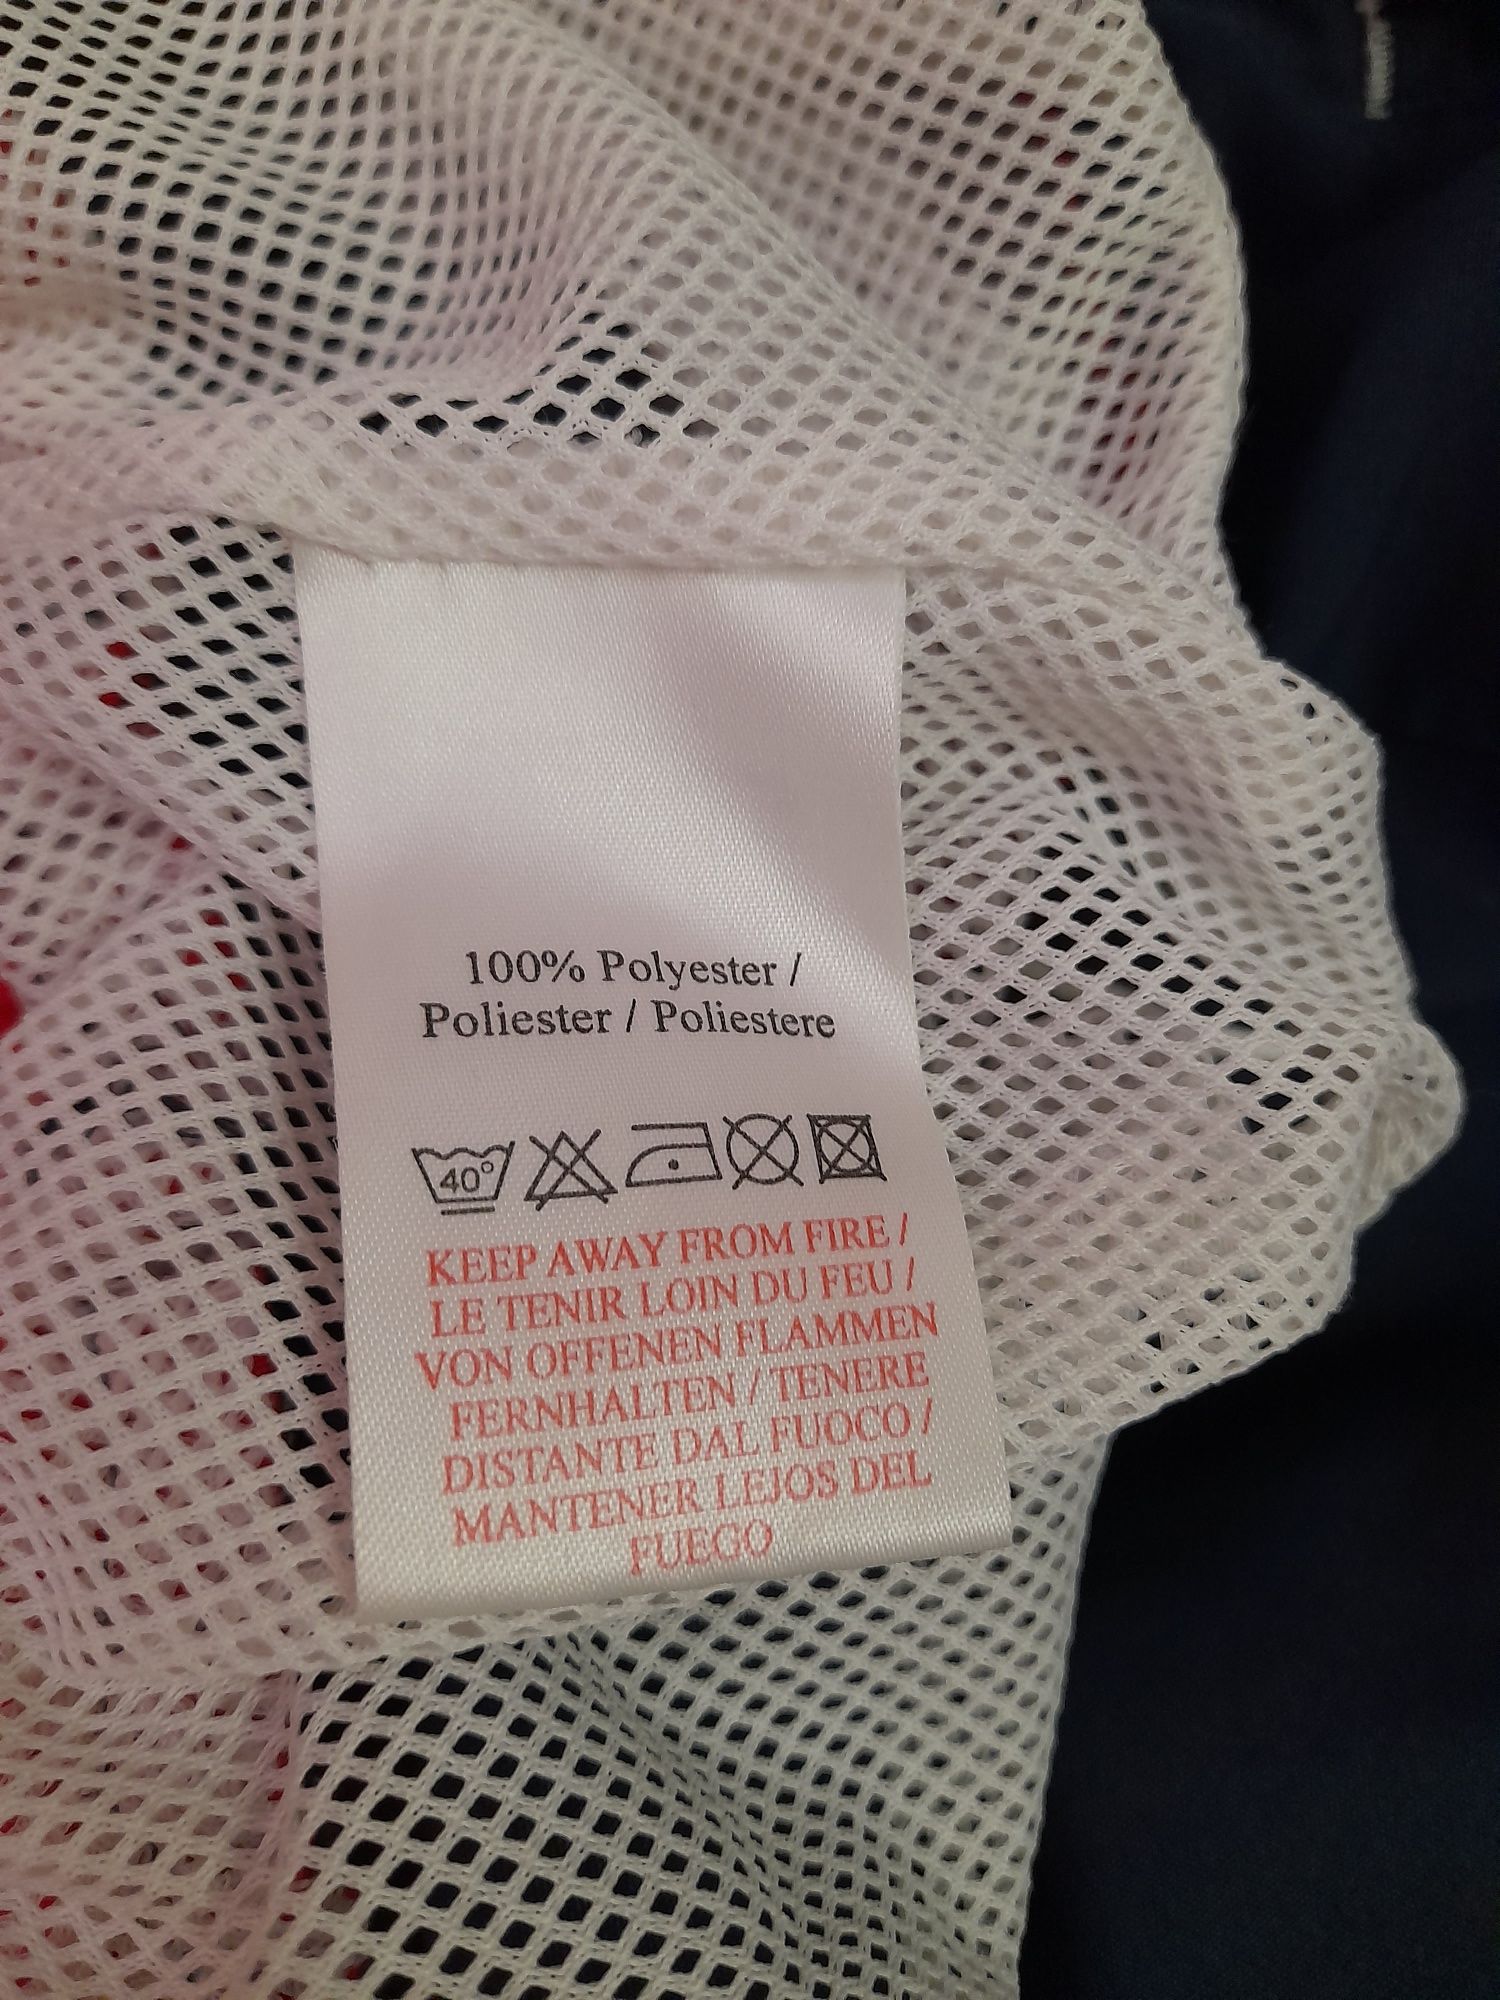 100% Polyester /
Poliester / Poliestere
40°
KEEP AWAY FROM FIRE /
LE TENIR LOIN DU FEU /
VON OFFENEN FLAMMEN
FERNHALTEN / TENERE
DISTANTE DAL FUOCO /
MANTENER LEJOS DEL
FUEGO